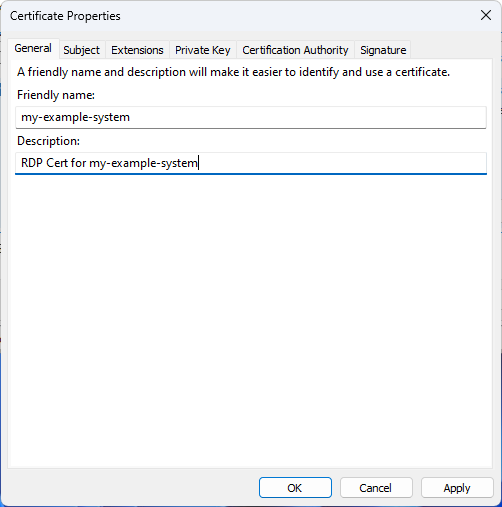 Certificate Properties
General Subject Extensions Private Key Certification Authority Signature
A friendly name and description will make it easier to identify and use a certificate.
Friendly name:
my-example-system
Description:
RDP Cert for my-example-system
OK Cancel Apply